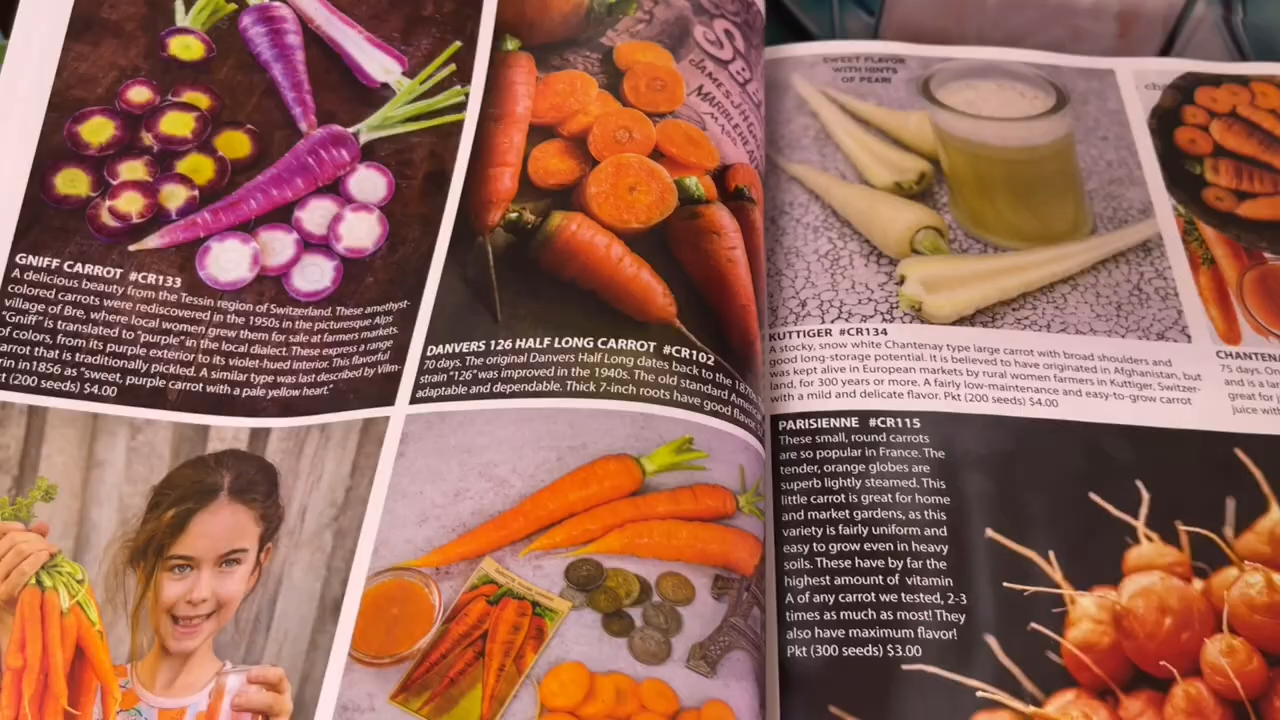 GNIFF CARROT #CR133
A delicious beauty from the Tessin region of Switzerland. These amethyst-
colored carrots were rediscovered in the 1950s in the picturesque Alps
village of Bre, where local women grew them for sale at farmers markets.
"Gniff" is translated to "purple" in the local dialect. These express a range
of colors, from its purple exterior to its violet-hued interior. This flavorful
carrot that is traditionally pickled. A similar type was last described by Vilm-
rin in 1856 as "sweet, purple carrot with a pale yellow heart."
(200 seeds) $4.00
JAMES J.H.
MARBLEHEAD
MASS
DANVERS 126 HALF LONG CARROT #CR102
70 days. The original Danvers Half Long dates back to the
strain "126" was improved in the 1940s. The old standard
adaptable and dependable. Thick 7-inch roots have good flavor.
SWEET FLAVOR
WITH HINTS
OF PEAR!
KUTTIGER #CR134
A stocky, snow white Chantenay type large carrot with broad shoulders and
good long-storage potential. It is believed to have originated in Afghanistan, but
was kept alive in European markets by rural women farmers in Kuttiger, Switzer-
land, for 300 years or more. A fairly low-maintenance and easy-to-grow carrot
with a mild and delicate flavor. Pkt (200 seeds) $4.00
PARISIENNE #CR115
These small, round carrots
are so popular in France. The
tender, orange globes are
superb lightly steamed. This
little carrot is great for home
and market gardens, as this
variety is fairly uniform and
easy to grow even in heavy
soils. These have by far the
highest amount of vitamin
A of any carrot we tested, 2-3
times as much as most! They
also have maximum flavor!
Pkt (300 seeds) $3.00
CHANTENA
75 days. On
and is a lar
great for
juice with